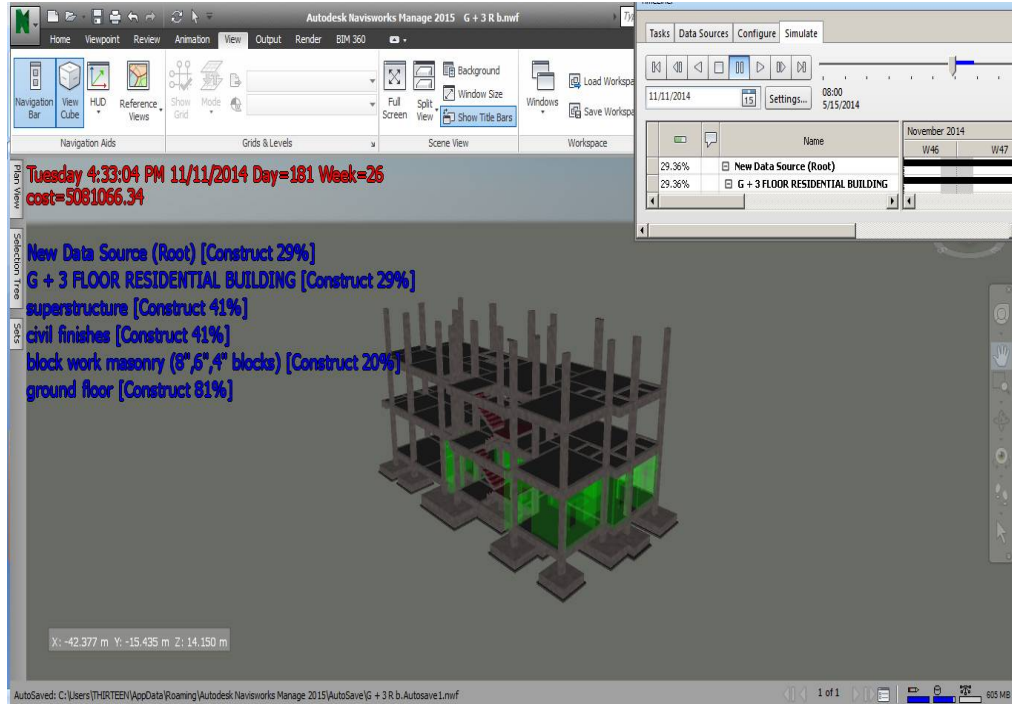 Autodesk Navisworks Manage 2015 G + 3 R b.nwf
Home Viewpoint Review Animation View Output Render BIM 360
Navigation Bar
View Cube
HUD
Reference Views
Show Grid
Mode
Full Screen
Split View
Background
Window Size
Show Title Bars
Windows
Load Workspa
Save Workspa
Navigation Aids
Grids & Levels
Scene View
Workspace
Tasks Data Sources Configure Simulate
11/11/2014
15
Settings...
08:00
5/15/2014
Name
November 2014
W46 W47
29.36% New Data Source (Root)
29.36% G + 3 FLOOR RESIDENTIAL BUILDING
Plan View
Selection Tree
Sets
Tuesday 4:33:04 PM 11/11/2014 Day=181 Week=26
cost=5081066.34
New Data Source (Root) [Construct 29%]
G + 3 FLOOR RESIDENTIAL BUILDING [Construct 29%]
superstructure [Construct 41%]
civil finishes [Construct 41%]
block work masonry (8",6",4" blocks) [Construct 20%]
ground floor [Construct 81%]
X: -42.377 m Y: -15.435 m Z: 14.150 m
AutoSaved: C:\Users\THIRTEEN\AppData\Roaming\Autodesk Navisworks Manage 2015\AutoSave\G + 3 R b.Autosave1.nwf
1 of 1
605 MB